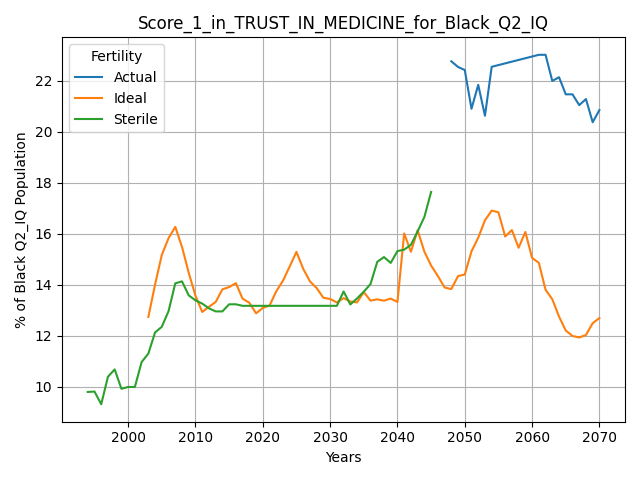 Score_1_in_TRUST_IN_MEDICINE_for_Black_Q2_IQ
Fertility
Actual
Ideal
Sterile
% of Black Q2_IQ Population
22
20
18
16
14
12
10
2000 2010 2020 2030 2040 2050 2060 2070
Years